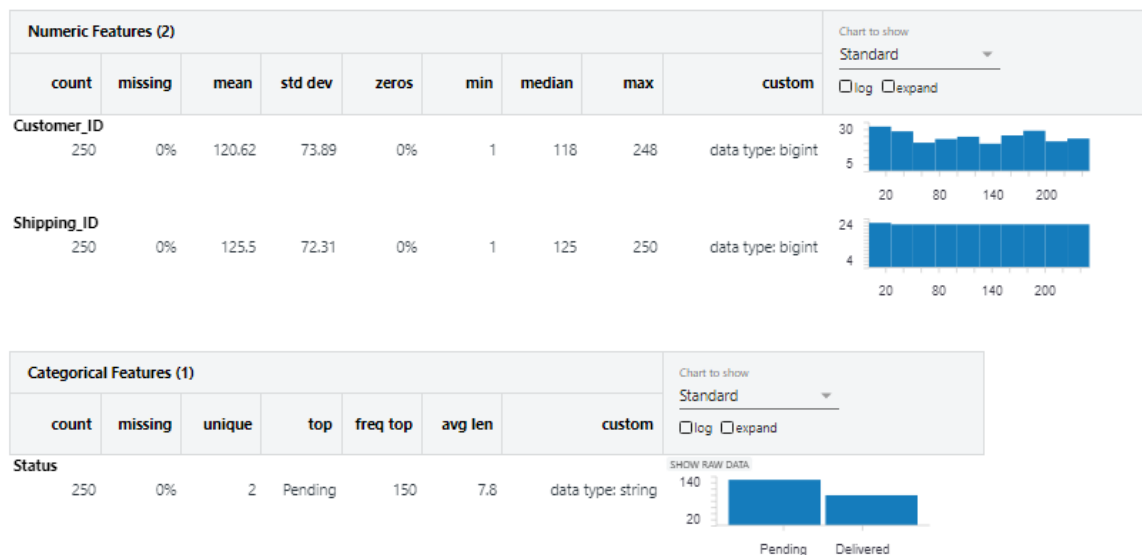 Numeric Features (2)
Chart to show
Standard
count missing mean std dev zeros min median max custom
log expand
Customer_ID
250 0% 120.62 73.89 0% 1 118 248 data type: bigint
30
5
20 80 140 200
Shipping_ID
250 0% 125.5 72.31 0% 1 125 250 data type: bigint
24
4
20 80 140 200
Categorical Features (1)
Chart to show
Standard
count missing unique top freq top avg len custom
log expand
Status
SHOW RAW DATA
250 0% 2 Pending 150 7.8 data type: string
140
20
Pending Delivered